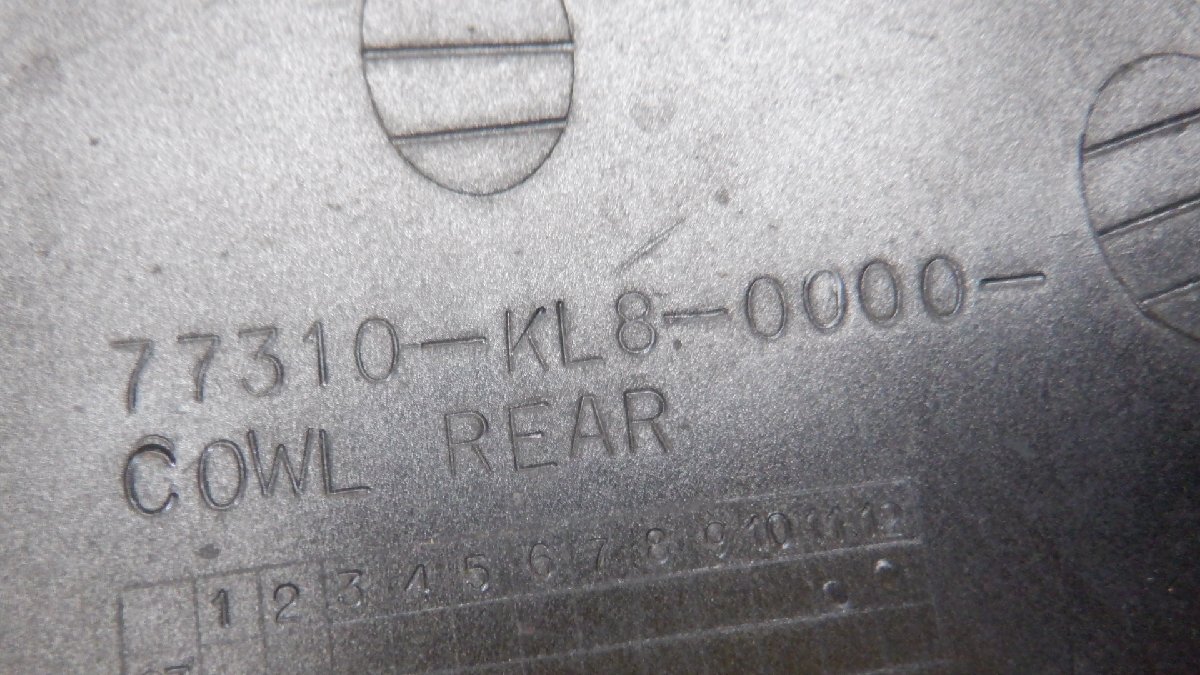 77310-KL8-0000-
COWL REAR
1 2 3 4 5 6 7 8 9 10 11 12